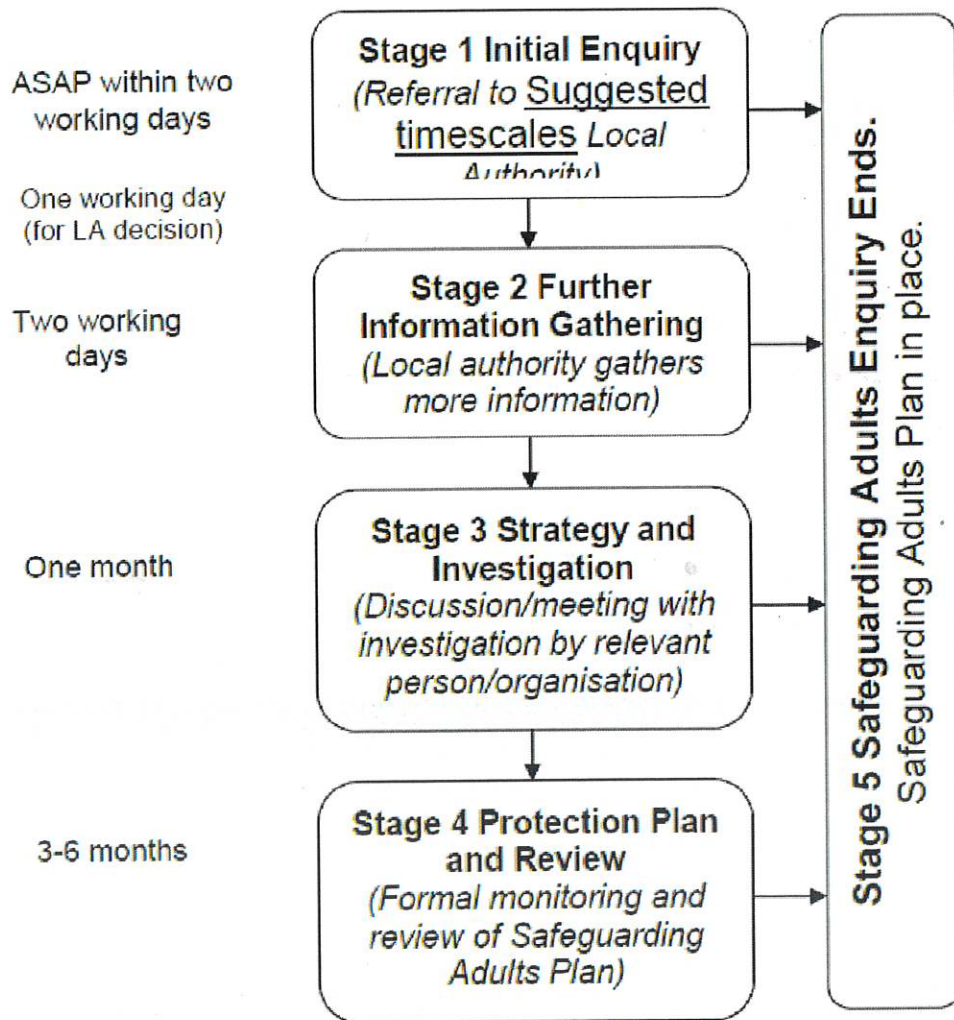 ASAP within two
working days
Stage 1 Initial Enquiry
(Referral to Suggested
timescales Local
Authority)
One working day
(for LA decision)
Two working
days
Stage 2 Further
Information Gathering
(Local authority gathers
more information)
One month
Stage 3 Strategy and
Investigation
(Discussion/meeting with
investigation by relevant
person/organisation)
3-6 months
Stage 4 Protection Plan
and Review
(Formal monitoring and
review of Safeguarding
Adults Plan)
Stage 5 Safeguarding Adults Enquiry Ends.
Safeguarding Adults Plan in place.